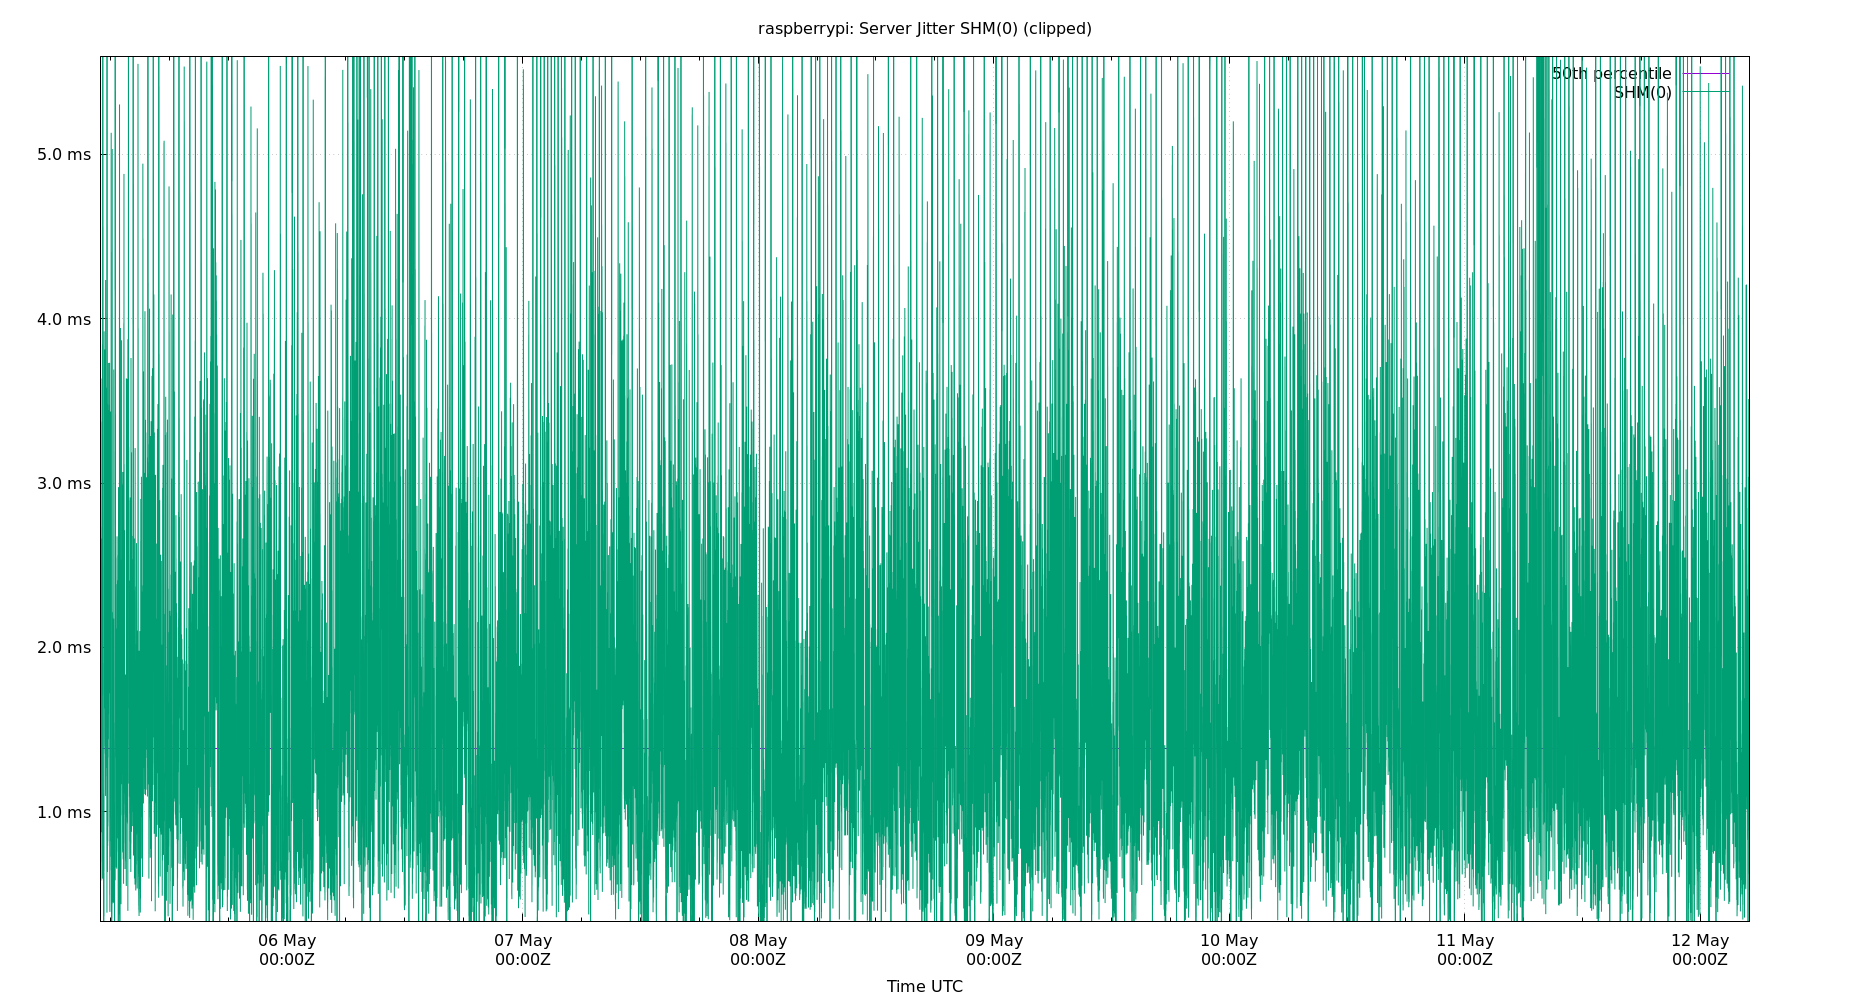 raspberrypi: Server Jitter SHM(0) (clipped)
50th percentile
SHM(0)
5.0 ms
4.0 ms
3.0 ms
2.0 ms
1.0 ms
06 May 07 May 08 May 09 May 10 May 11 May 12 May
00:00Z 00:00Z 00:00Z 00:00Z 00:00Z 00:00Z 00:00Z
Time UTC